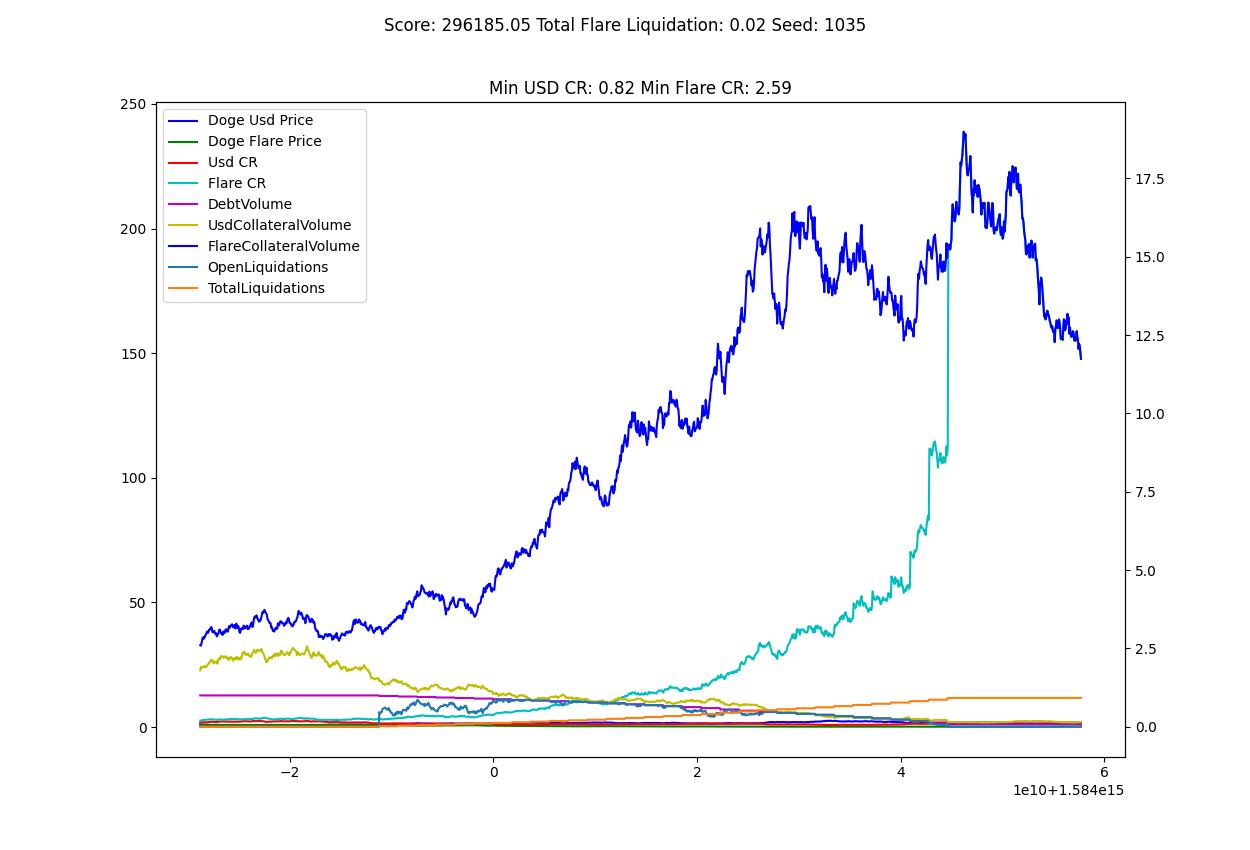 Score: 296185.05 Total Flare Liquidation: 0.02 Seed: 1035
Min USD CR: 0.82 Min Flare CR: 2.59
Doge Usd Price
Doge Flare Price
Usd CR
Flare CR
DebtVolume
UsdCollateralVolume
FlareCollateralVolume
OpenLiquidations
TotalLiquidations
250
200
150
100
50
0
17.5
15.0
12.5
10.0
7.5
5.0
2.5
0.0
−2
0
2
4
6
1e10+1.584e15